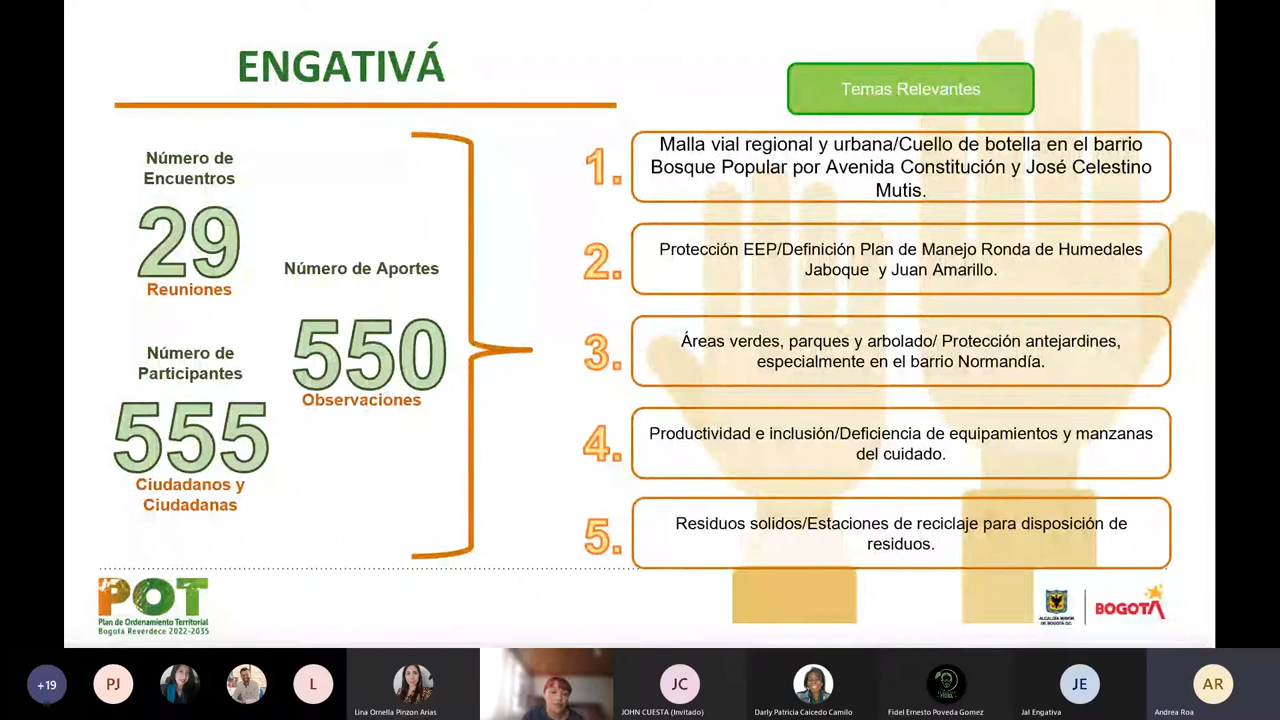 ENGATIVÁ
Número de
Encuentros
29
Reuniones
Número de
Participantes
555
Ciudadanos y
Ciudadanas
Número de Aportes
550
Observaciones
Temas Relevantes
1.
Malla vial regional y urbana/Cuello de botella en el barrio
Bosque Popular por Avenida Constitución y José Celestino
Mutis.
2.
Protección EEP/Definición Plan de Manejo Ronda de Humedales
Jaboque y Juan Amarillo.
3.
Áreas verdes, parques y arbolado/ Protección antejardines,
especialmente en el barrio Normandía.
4.
Productividad e inclusión/Deficiencia de equipamientos y manzanas
del cuidado.
5.
Residuos solidos/Estaciones de reciclaje para disposición de
residuos.
POT
Plan de Ordenamiento Territorial
Bogotá Reverdece 2022-2035
ALCALDÍA MAYOR
DE BOGOTÁ D.C.
BOGOTÁ
+19
PJ
L
Lina Ornella Pinzon Arias
JC
JOHN CUESTA (Invitado)
Darly Patricia Caicedo Camilo
Fidel Ernesto Poveda Gomez
JE
Jal Engativa
AR
Andrea Roa